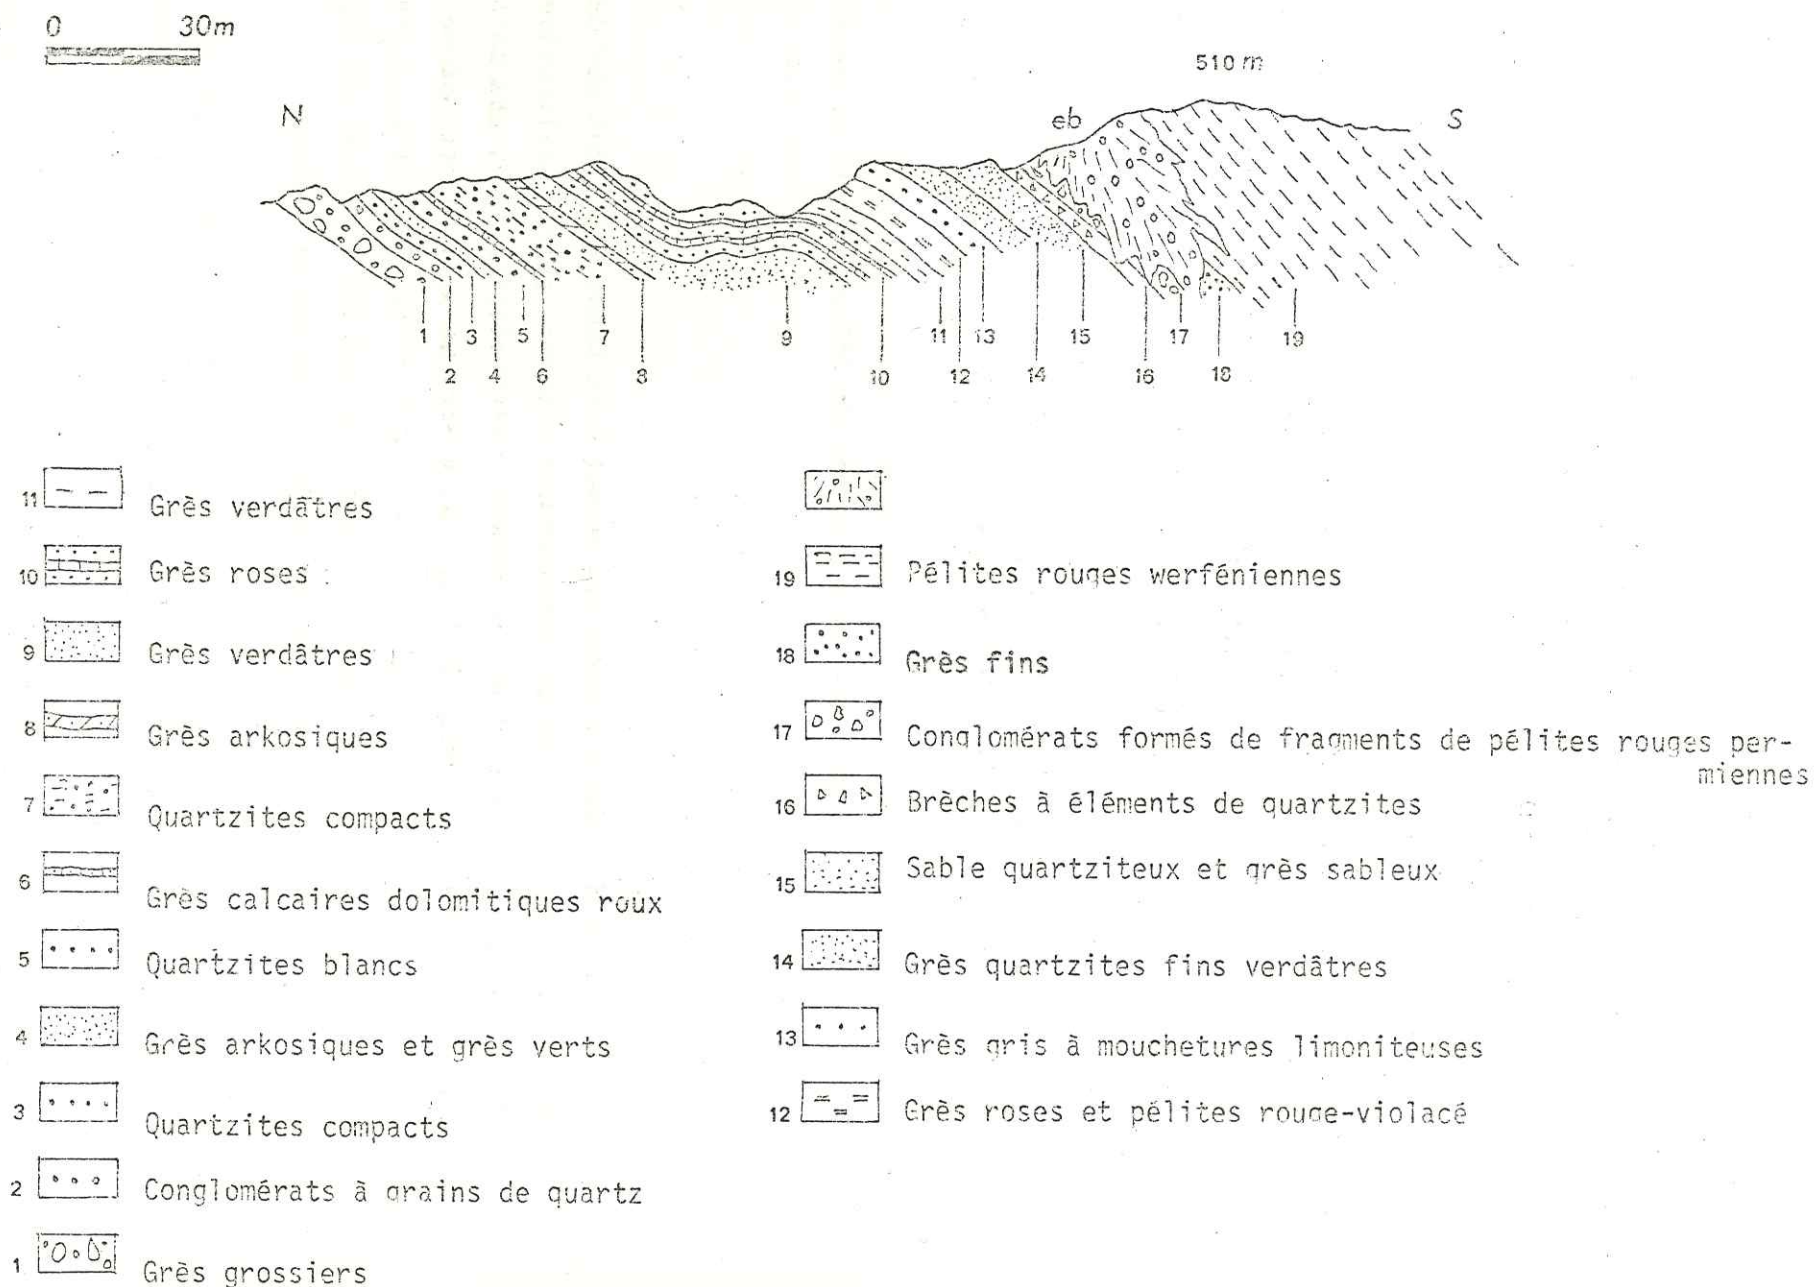 0 30m
510 m
N eb S
1 3 5 7 9 11 13 15 17 19
2 4 6 8 10 12 14 16 18
11 Grès verdâtres
10 Grès roses
9 Grès verdâtres
8 Grès arkosiques
7 Quartzites compacts
6 Grès calcaires dolomitiques roux
5 Quartzites blancs
4 Grès arkosiques et grès verts
3 Quartzites compacts
2 Conglomérats à grains de quartz
1 Grès grossiers
19 Pélites rouges werféniennes
18 Grès fins
17 Conglomérats formés de fragments de pélites rouges per-
miennes
16 Brèches à éléments de quartzites
15 Sable quartziteux et grès sableux
14 Grès quartzites fins verdâtres
13 Grès gris à mouchetures limoniteuses
12 Grès roses et pélites rouge-violacé